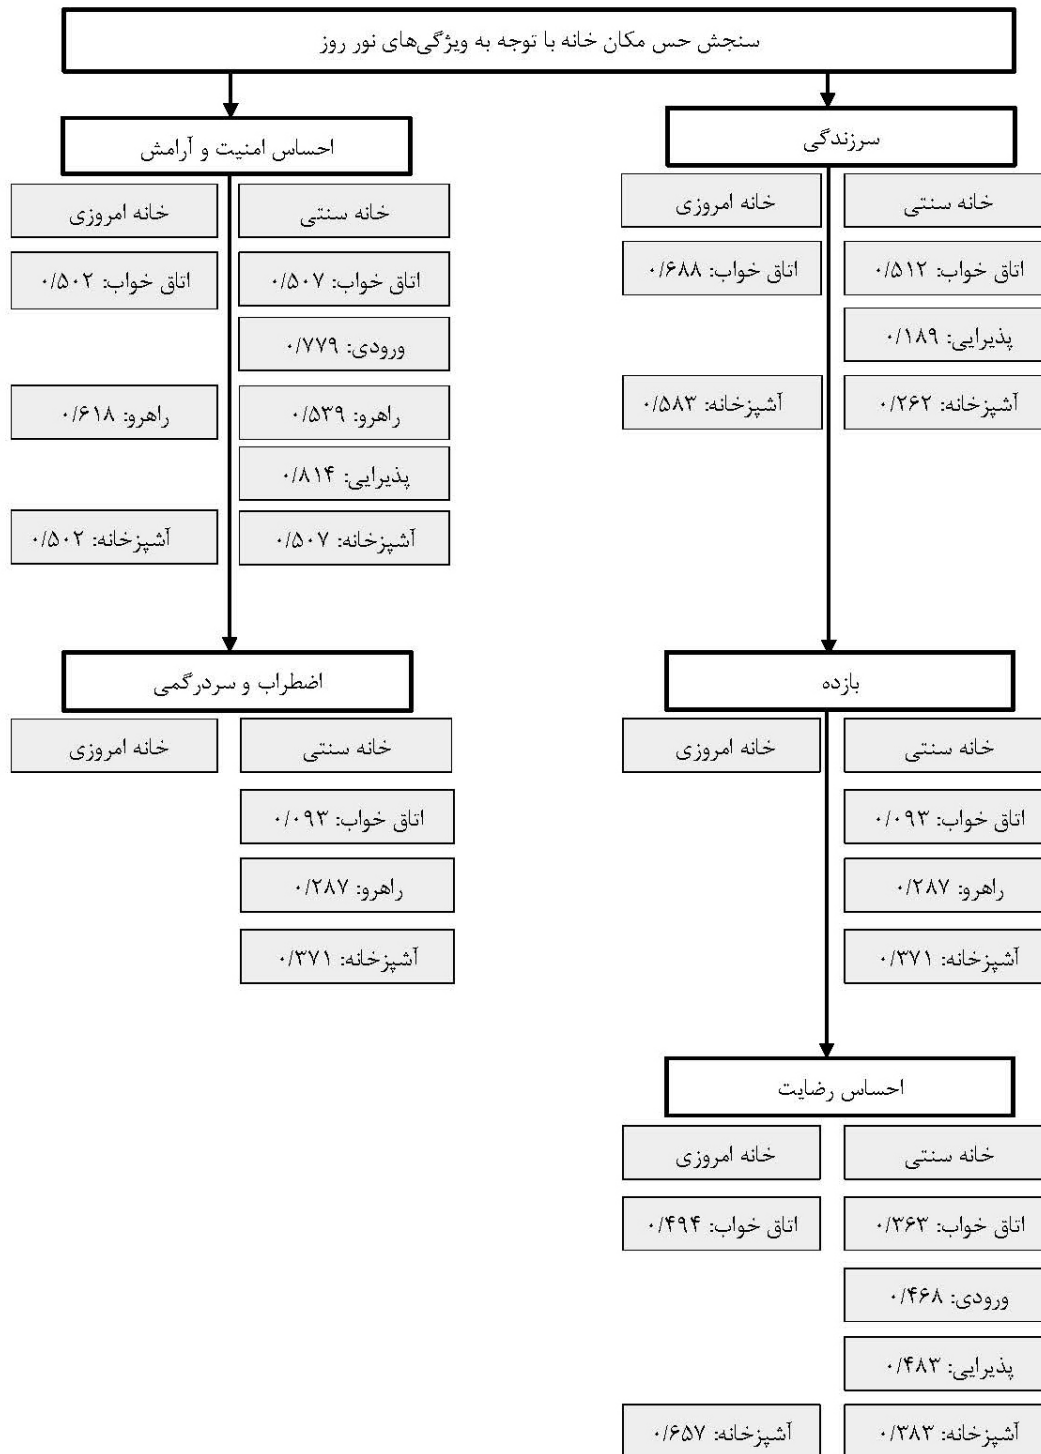 سنجش حس مکان خانه با توجه به ویژگی‌های نور روز
سرزندگی
خانه سنتی
خانه امروزی
اتاق خواب: ۰/۵۱۲
اتاق خواب: ۰/۶۸۸
پذیرایی: ۰/۱۸۹
آشپزخانه: ۰/۲۶۲
آشپزخانه: ۰/۵۸۳
احساس امنیت و آرامش
خانه سنتی
خانه امروزی
اتاق خواب: ۰/۵۰۷
اتاق خواب: ۰/۵۰۲
ورودی: ۰/۷۷۹
راهرو: ۰/۵۳۹
راهرو: ۰/۶۱۸
پذیرایی: ۰/۸۱۴
آشپزخانه: ۰/۵۰۷
آشپزخانه: ۰/۵۰۲
بازده
خانه سنتی
خانه امروزی
اتاق خواب: ۰/۰۹۳
راهرو: ۰/۲۸۷
آشپزخانه: ۰/۳۷۱
اضطراب و سردرگمی
خانه سنتی
خانه امروزی
اتاق خواب: ۰/۰۹۳
راهرو: ۰/۲۸۷
آشپزخانه: ۰/۳۷۱
احساس رضایت
خانه سنتی
خانه امروزی
اتاق خواب: ۰/۳۶۳
اتاق خواب: ۰/۴۹۴
ورودی: ۰/۴۶۸
پذیرایی: ۰/۴۸۳
آشپزخانه: ۰/۳۸۳
آشپزخانه: ۰/۶۵۷